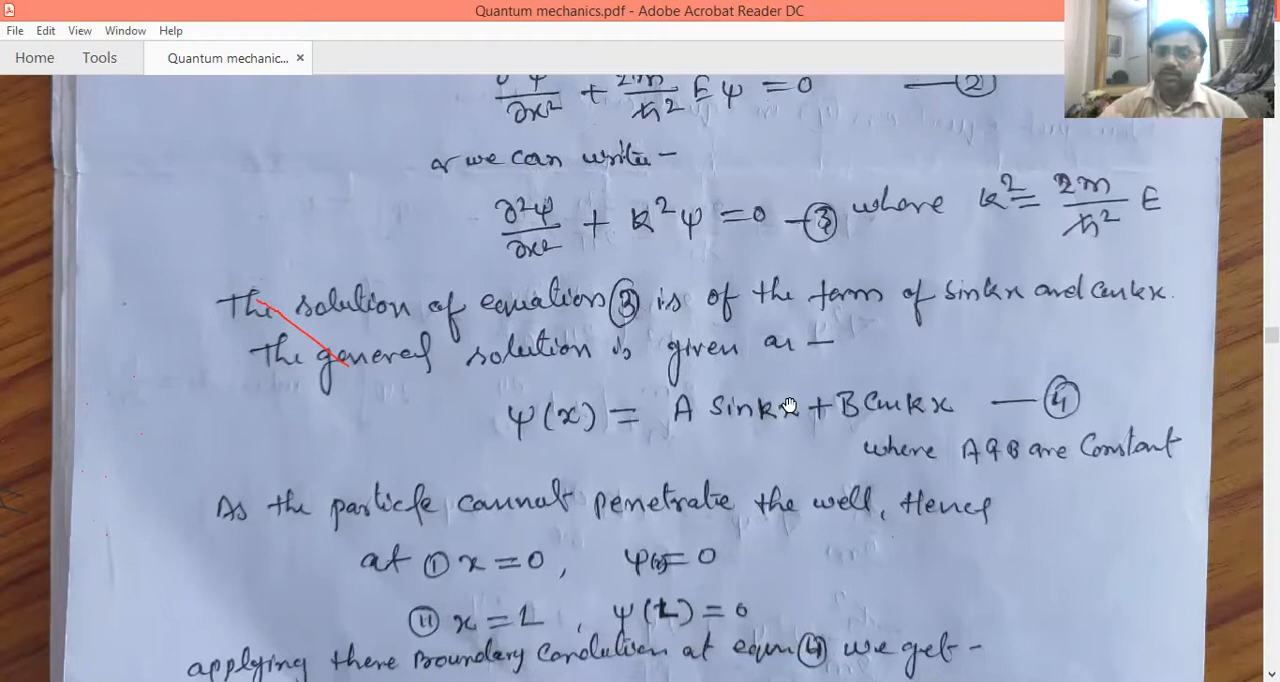 Quantum mechanics.pdf - Adobe Acrobat Reader DC
File Edit View Window Help
Home Tools Quantum mechanic... ×
∂²ψ/∂x² + 2m/ħ² Eψ = 0 — ②
or we can write –
∂²ψ/∂x² + k²ψ = 0 – ③ where k² = 2m/ħ² E
The solution of equation ③ is of the form of sinkx and coskx.
The general solution is given as –
ψ(x) = A sinkx + B coskx — ④
where A & B are Constant
As the particle cannot penetrate the well, Hence
at ① x = 0, ψ(x) = 0
⑪ x = L, ψ(L) = 0
applying these Boundary Condition at equn ④ we get –